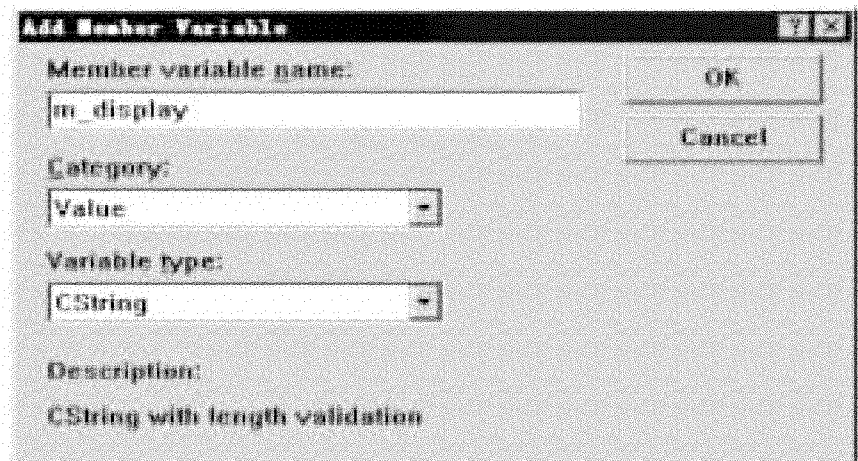 Add Member Variable
Member variable name:
OK
m_display
Cancel
Category:
Value
Variable type:
CString
Description:
CString with length validation